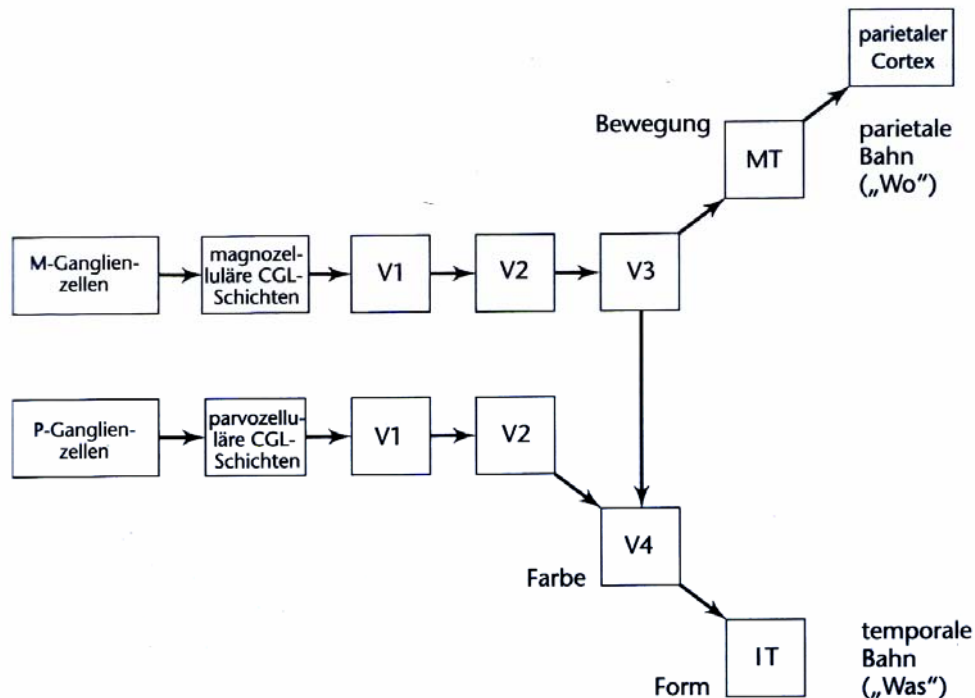 parietaler
Cortex
Bewegung
MT
parietale
Bahn
(„Wo“)
M-Ganglien-
zellen
magnozel-
luläre CGL-
Schichten
V1
V2
V3
P-Ganglien-
zellen
parvozellu-
läre CGL-
Schichten
V1
V2
V4
Farbe
IT
Form
temporale
Bahn
(„Was“)